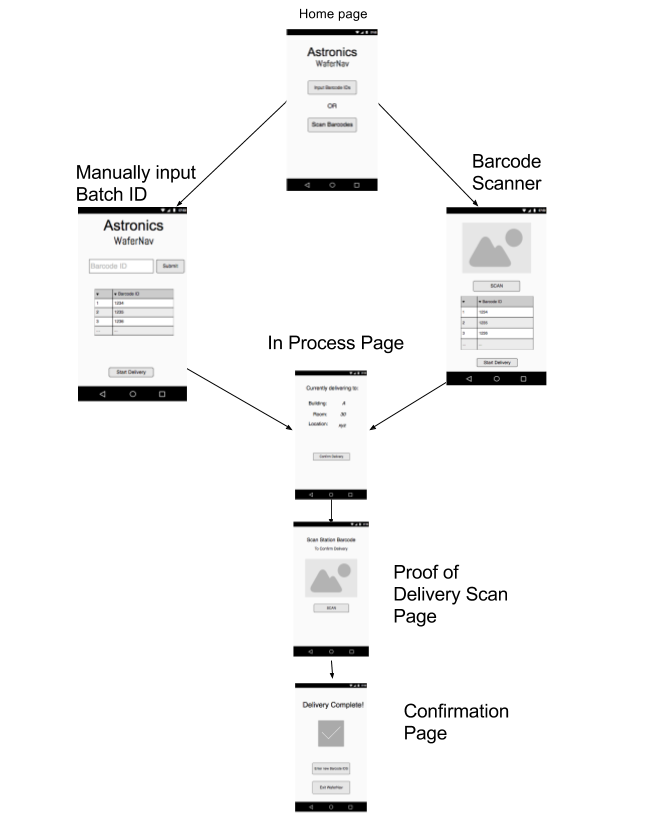 Home page
Astronics
WaferNav
Input Barcode IDs
OR
Scan Barcodes
Manually input
Batch ID
Astronics
WaferNav
Barcode ID
Submit
# Barcode ID
1 1234
2 1235
3 1236
... ...
Start Delivery
Barcode
Scanner
SCAN
# Barcode ID
1 1234
2 1235
3 1236
... ...
Start Delivery
In Process Page
Currently delivering to:
Building: A
Room: 30
Location: xyz
Confirm Delivery
Scan Station Barcode
To Confirm Delivery
SCAN
Proof of
Delivery Scan
Page
Delivery Complete!
Enter new Barcode IDs
Exit WaferNav
Confirmation
Page